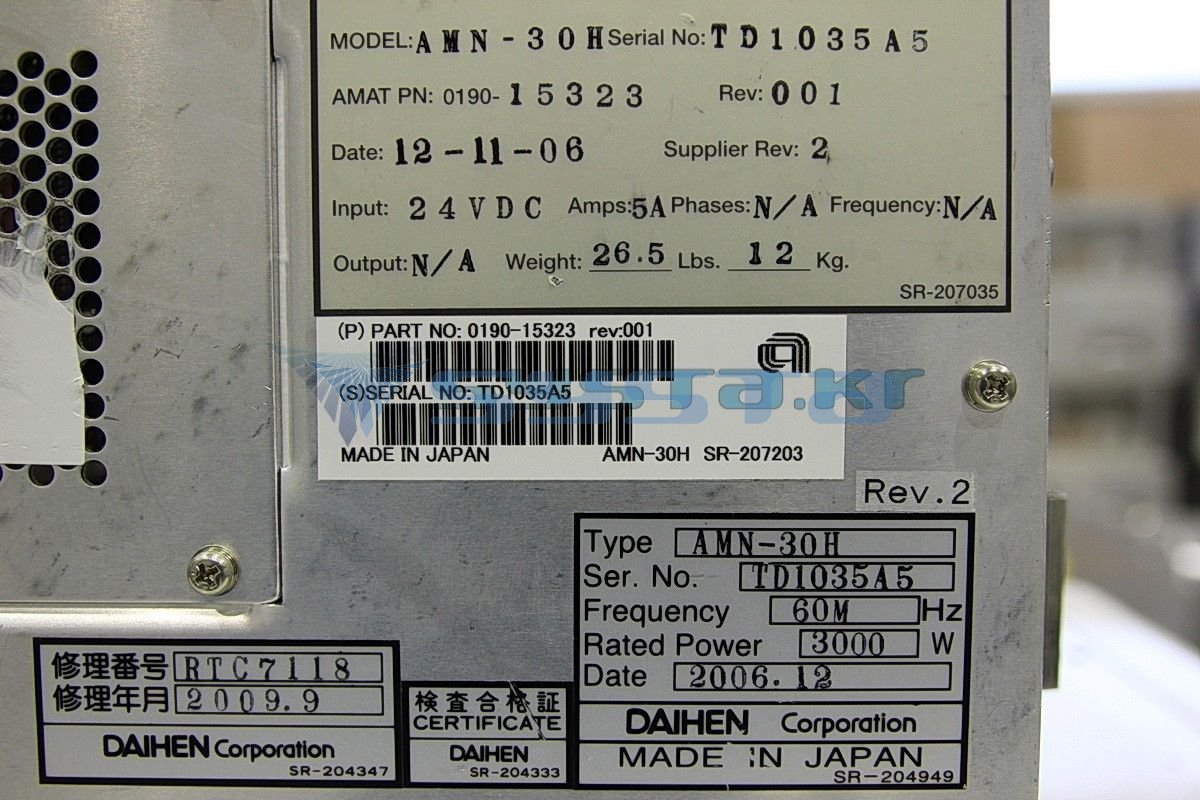 MODEL: AMN-30H Serial No: TD1035A5
AMAT PN: 0190-15323 Rev: 001
Date: 12-11-06 Supplier Rev: 2
Input: 24VDC Amps: 5A Phases: N/A Frequency: N/A
Output: N/A Weight: 26.5 Lbs. 12 Kg.
SR-207035
(P) PART NO: 0190-15323 rev:001
(S)SERIAL NO: TD1035A5
systa.kr
MADE IN JAPAN AMN-30H SR-207203
Rev.2
Type AMN-30H
Ser. No. TD1035A5
Frequency 60M Hz
Rated Power 3000 W
Date 2006.12
DAIHEN Corporation
MADE IN JAPAN
SR-204949
修理番号 RTC7118
修理年月 2009.9
DAIHEN Corporation
SR-204347
検査合格証
CERTIFICATE
DAIHEN
SR-204333